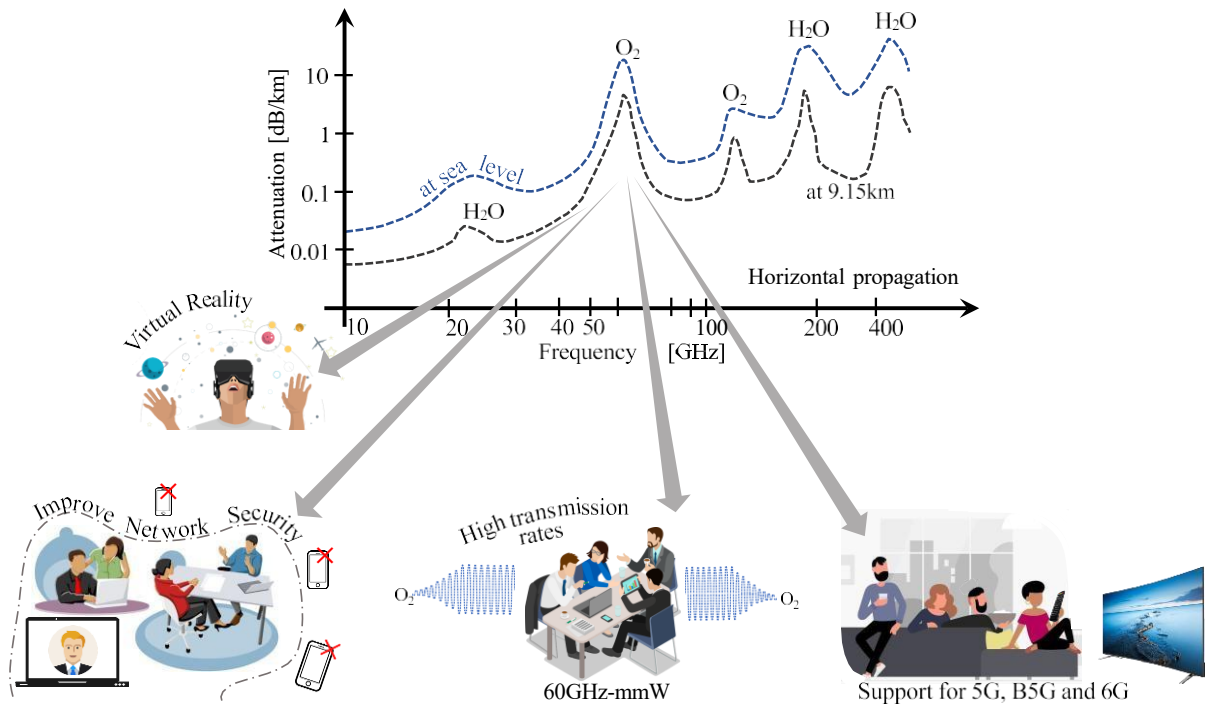 H₂O
H₂O
O₂
O₂
Attenuation [dB/km]
10
1
0.1
0.01
at sea level
H₂O
at 9.15km
Horizontal propagation
10
20
30
40
50
100
200
400
Frequency [GHz]
Virtual Reality
Improve Network Security
High transmission
rates
O₂
O₂
60GHz-mmW
Support for 5G, B5G and 6G